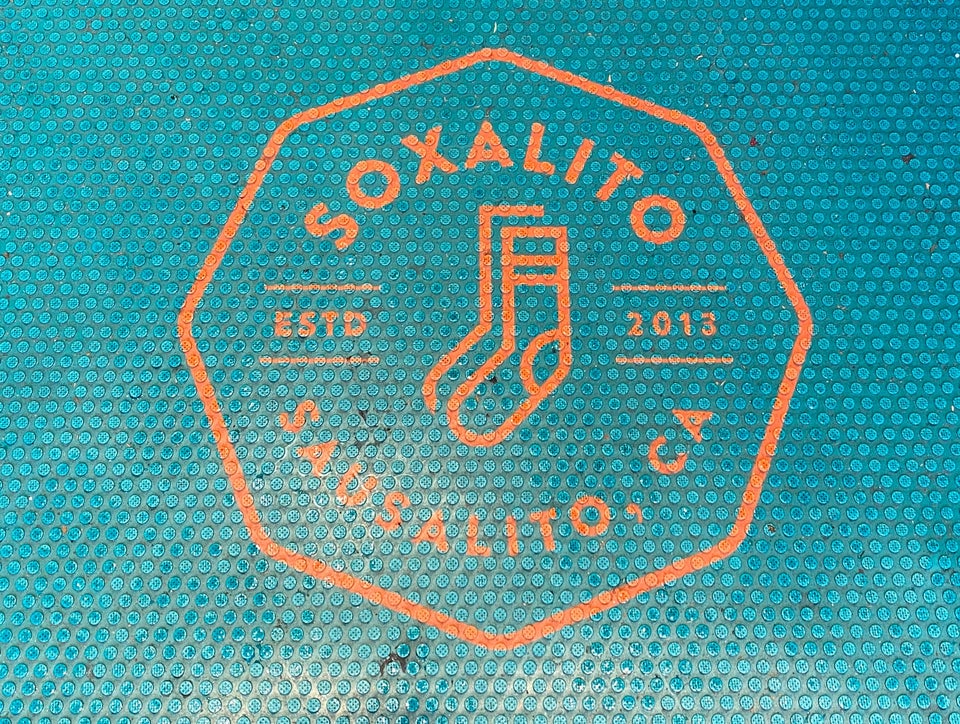 SOXALITO
ESTD 2013
SAUSALITO, CA